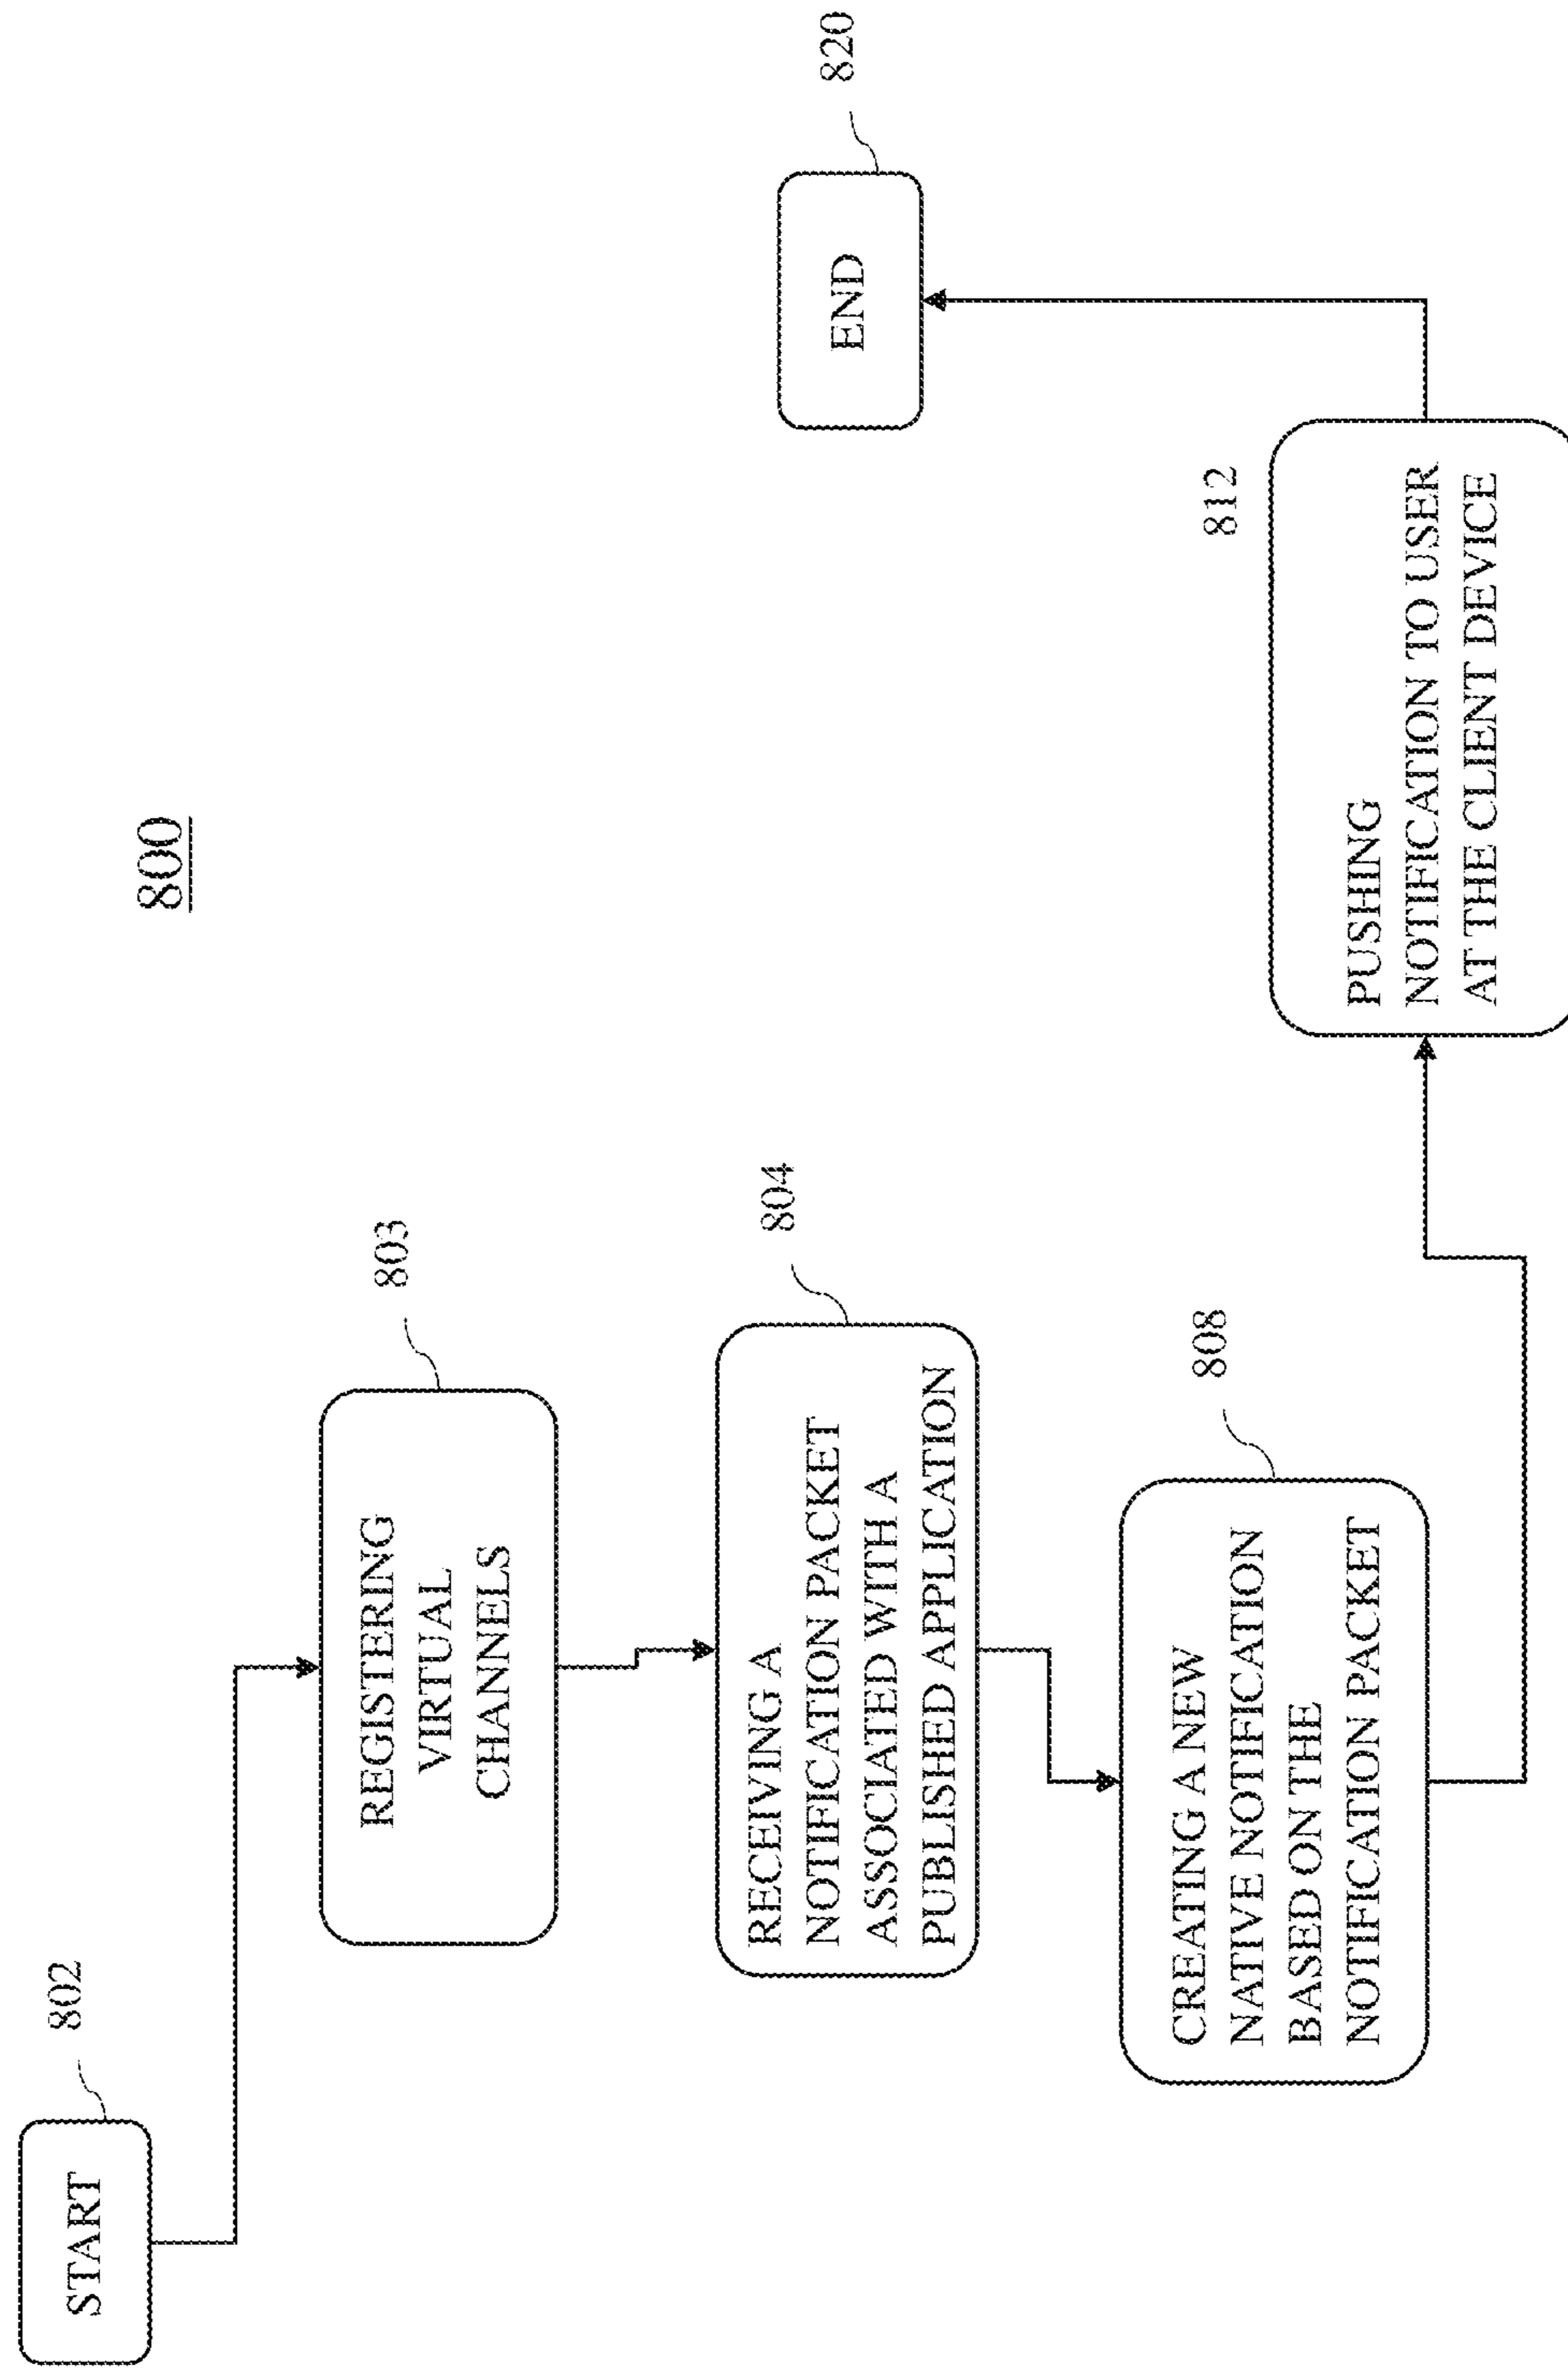 800
START
802
REGISTERING
VIRTUAL
CHANNELS
803
RECEIVING A
NOTIFICATION PACKET
ASSOCIATED WITH A
PUBLISHED APPLICATION
804
CREATING A NEW
NATIVE NOTIFICATION
BASED ON THE
NOTIFICATION PACKET
808
PUSHING
NOTIFICATION TO USER
AT THE CLIENT DEVICE
812
END
820